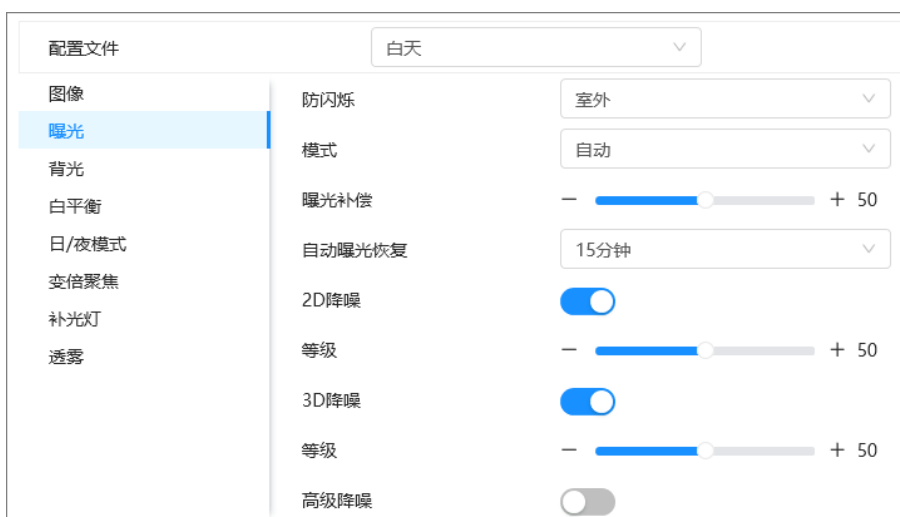 配置文件 白天
图像
曝光
背光
白平衡
日/夜模式
变倍聚焦
补光灯
透雾
防闪烁 室外
模式 自动
曝光补偿 − + 50
自动曝光恢复 15分钟
2D降噪
等级 − + 50
3D降噪
等级 − + 50
高级降噪